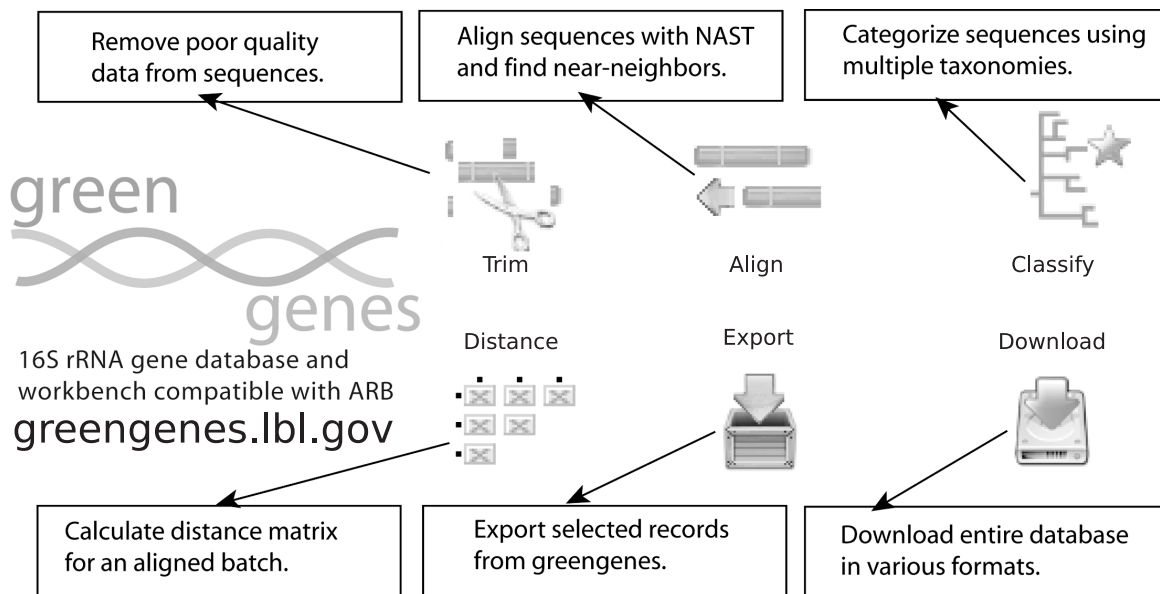 Remove poor quality
data from sequences.
Align sequences with NAST
and find near-neighbors.
Categorize sequences using
multiple taxonomies.
green
genes
16S rRNA gene database and
workbench compatible with ARB
greengenes.lbl.gov
Trim
Align
Classify
Distance
Export
Download
Calculate distance matrix
for an aligned batch.
Export selected records
from greengenes.
Download entire database
in various formats.